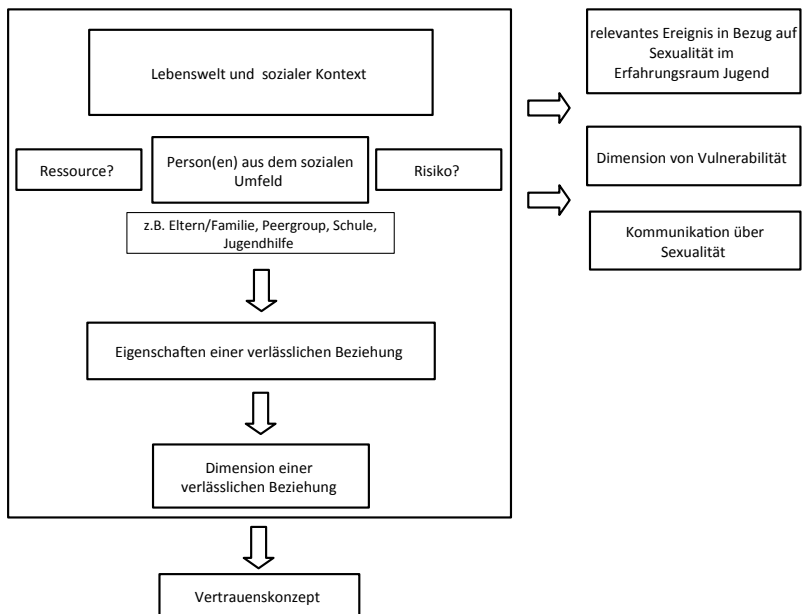 Lebenswelt und sozialer Kontext
Ressource?
Person(en) aus dem sozialen
Umfeld
Risiko?
z.B. Eltern/Familie, Peergroup, Schule,
Jugendhilfe
Eigenschaften einer verlässlichen Beziehung
Dimension einer
verlässlichen Beziehung
Vertrauenskonzept
relevantes Ereignis in Bezug auf
Sexualität im
Erfahrungsraum Jugend
Dimension von Vulnerabilität
Kommunikation über
Sexualität